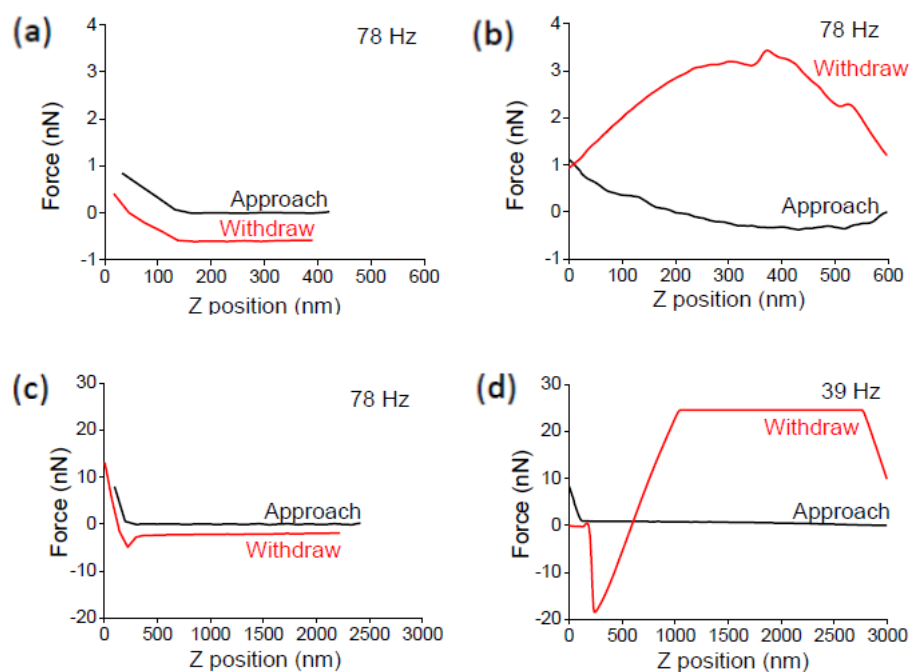 (a)
78 Hz
4
3
2
1
0
-1
Force (nN)
Approach
Withdraw
0 100 200 300 400 500 600
Z position (nm)
(b)
78 Hz
4
3
2
1
0
-1
Force (nN)
Withdraw
Approach
0 100 200 300 400 500 600
Z position (nm)
(c)
78 Hz
30
20
10
0
-10
-20
Force (nN)
Approach
Withdraw
0 500 1000 1500 2000 2500 3000
Z position (nm)
(d)
39 Hz
30
20
10
0
-10
-20
Force (nN)
Withdraw
Approach
0 500 1000 1500 2000 2500 3000
Z position (nm)